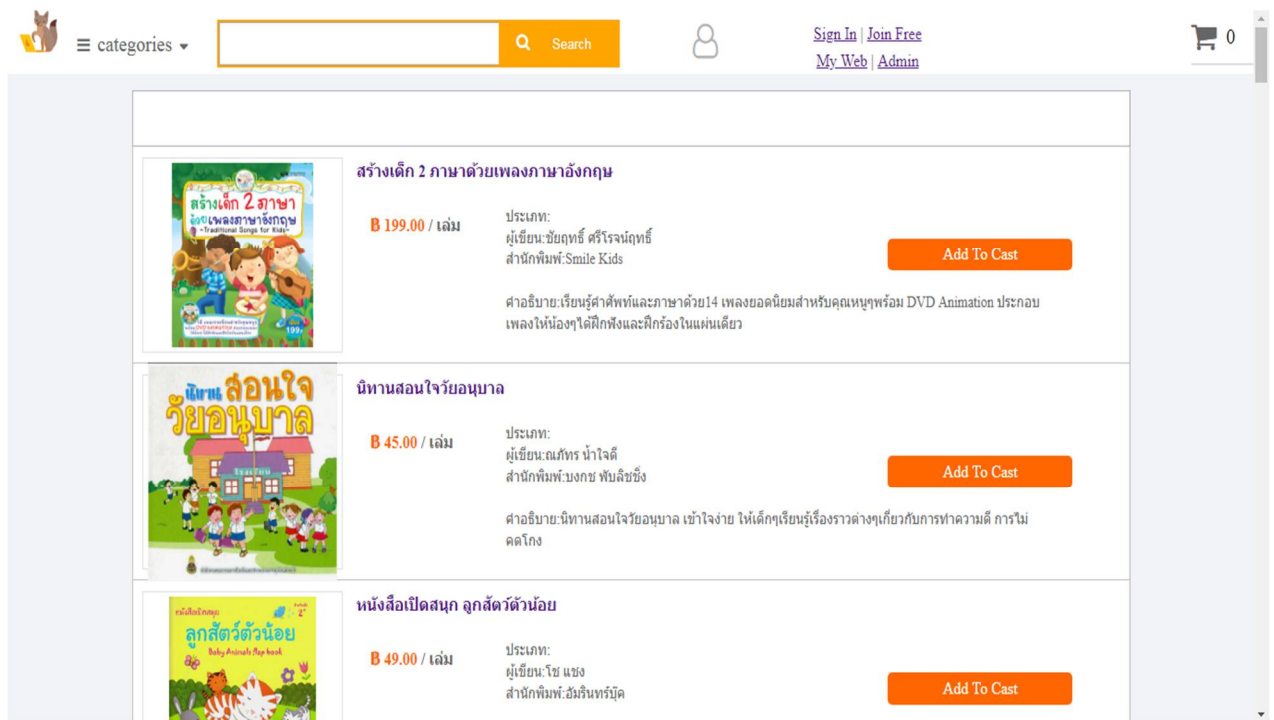 ☰ categories
Search
Sign In | Join Free
My Web | Admin
0
สร้างเด็ก 2 ภาษาด้วยเพลงภาษาอังกฤษ
สร้างเด็ก 2 ภาษา
ด้วยเพลงภาษาอังกฤษ
-Traditional Songs for Kids-
199.-
฿ 199.00 / เล่ม
ประเภท:
ผู้เขียน:ชัยฤทธิ์ ศรีโรจน์ฤทธิ์
สำนักพิมพ์:Smile Kids
Add To Cast
คำอธิบาย:เรียนรู้คำศัพท์และภาษาด้วย14 เพลงยอดนิยมสำหรับคุณหนูๆพร้อม DVD Animation ประกอบ
เพลงให้น้องๆได้ฝึกฟังและฝึกร้องในแผ่นเดียว
นิทานสอนใจวัยอนุบาล
นิทาน สอนใจ
วัยอนุบาล
โรงเรียน
฿ 45.00 / เล่ม
ประเภท:
ผู้เขียน:ณภัทร น้ำใจดี
สำนักพิมพ์:บงกช พับลิชชิ่ง
Add To Cast
คำอธิบาย:นิทานสอนใจวัยอนุบาล เข้าใจง่าย ให้เด็กๆเรียนรู้เรื่องราวต่างๆเกี่ยวกับการทำความดี การไม่
คดโกง
หนังสือเปิดสนุก ลูกสัตว์ตัวน้อย
หนังสือเปิดสนุก
ลูกสัตว์ตัวน้อย
Baby Animals flap book
฿ 49.00 / เล่ม
ประเภท:
ผู้เขียน:โช แชง
สำนักพิมพ์:อัมรินทร์บุ๊ค
Add To Cast